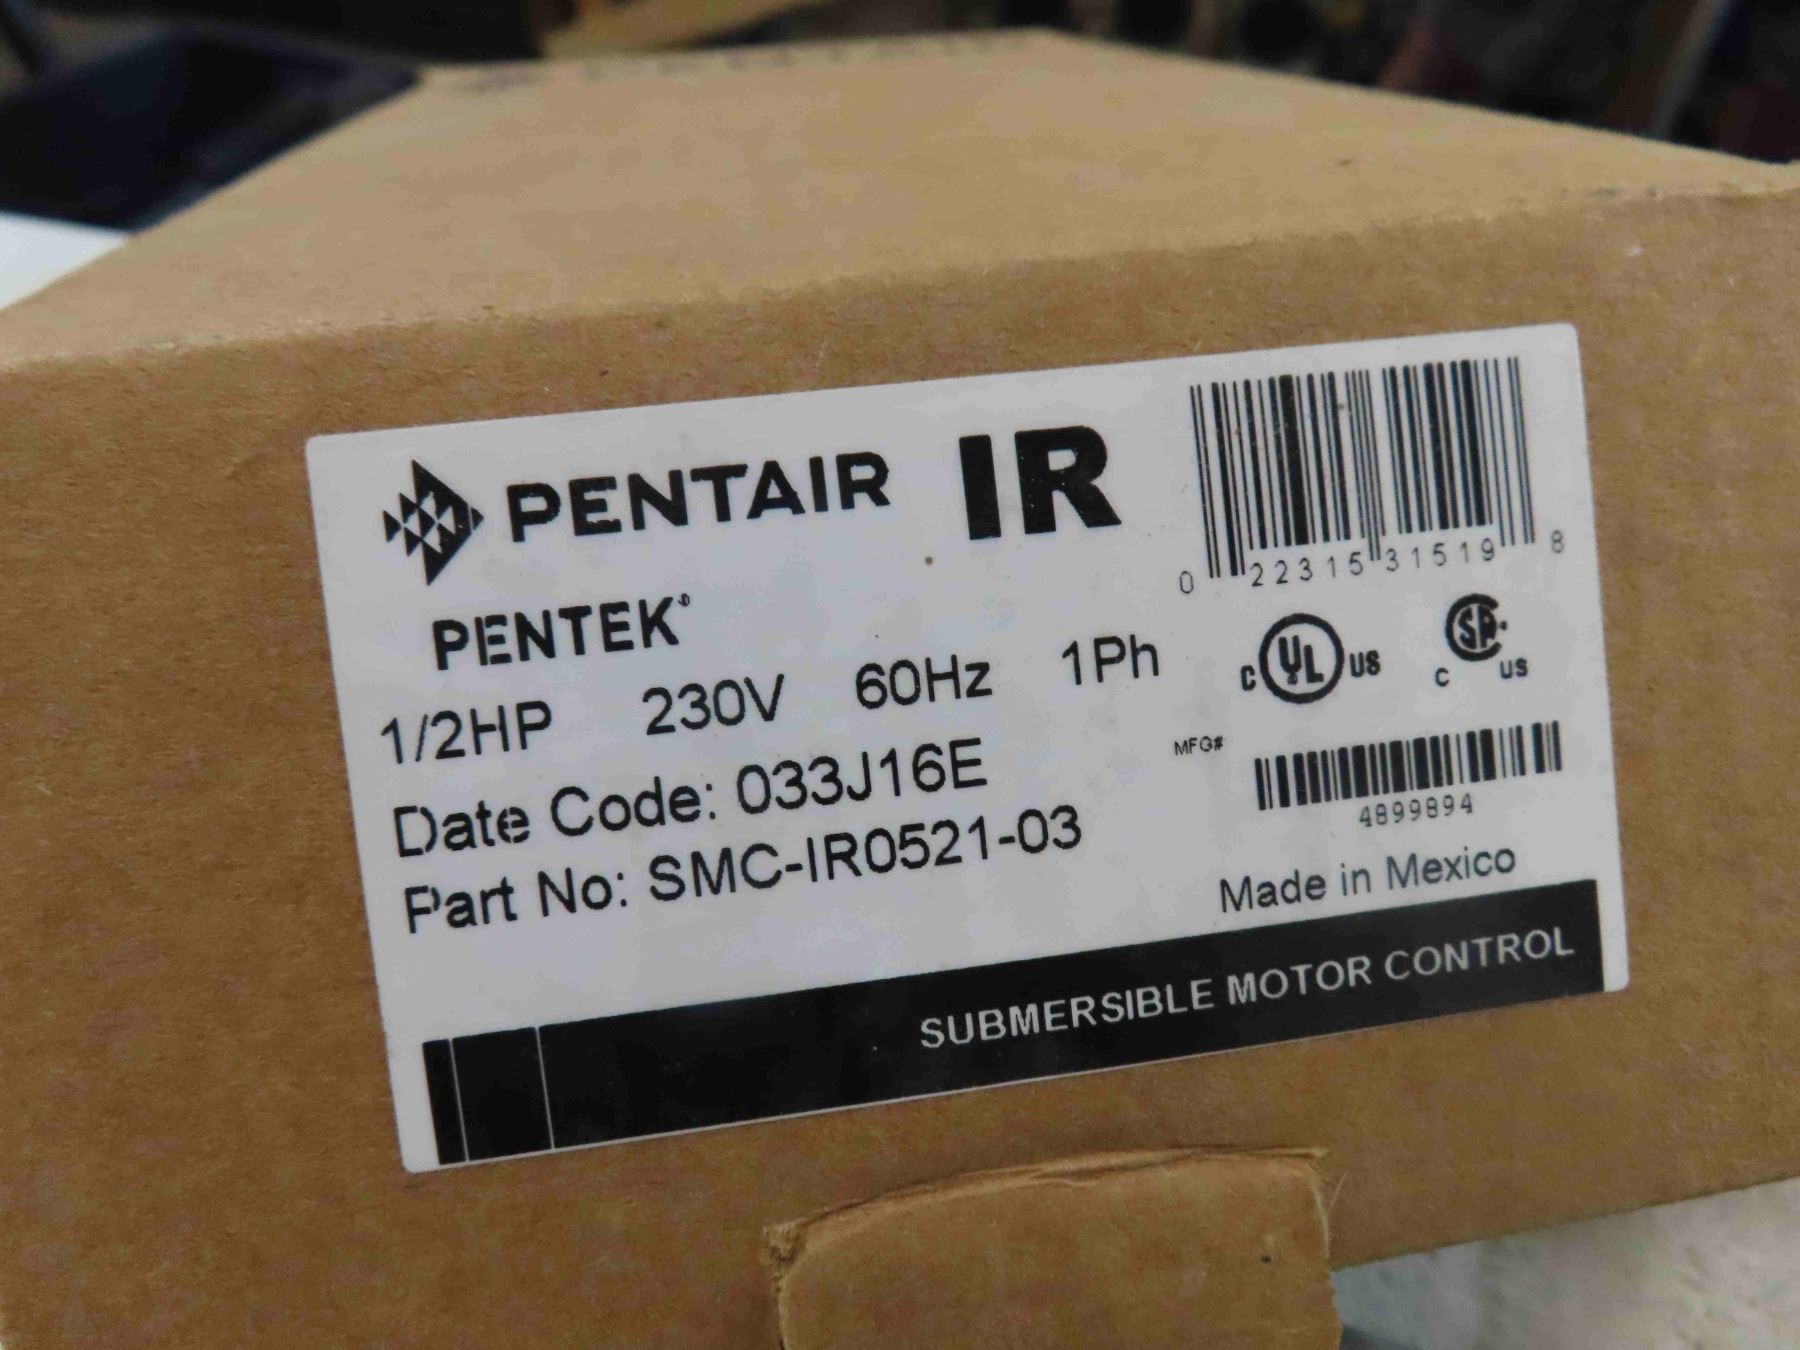 PENTAIR IR
0 22315 31519 8
PENTEK®
1/2HP 230V 60Hz 1Ph
C UL US
C SA US
Date Code: 033J16E
MFG#
4899894
Part No: SMC-IR0521-03
Made in Mexico
SUBMERSIBLE MOTOR CONTROL